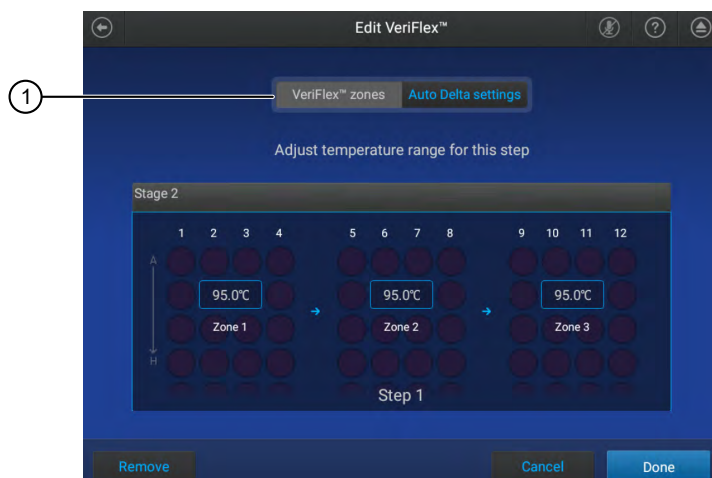 Edit VeriFlex™
?
1
VeriFlex™ zones Auto Delta settings
Adjust temperature range for this step
Stage 2
1 2 3 4 5 6 7 8 9 10 11 12
A
95.0℃ 95.0℃ 95.0℃
Zone 1 Zone 2 Zone 3
H
Step 1
Remove Cancel Done